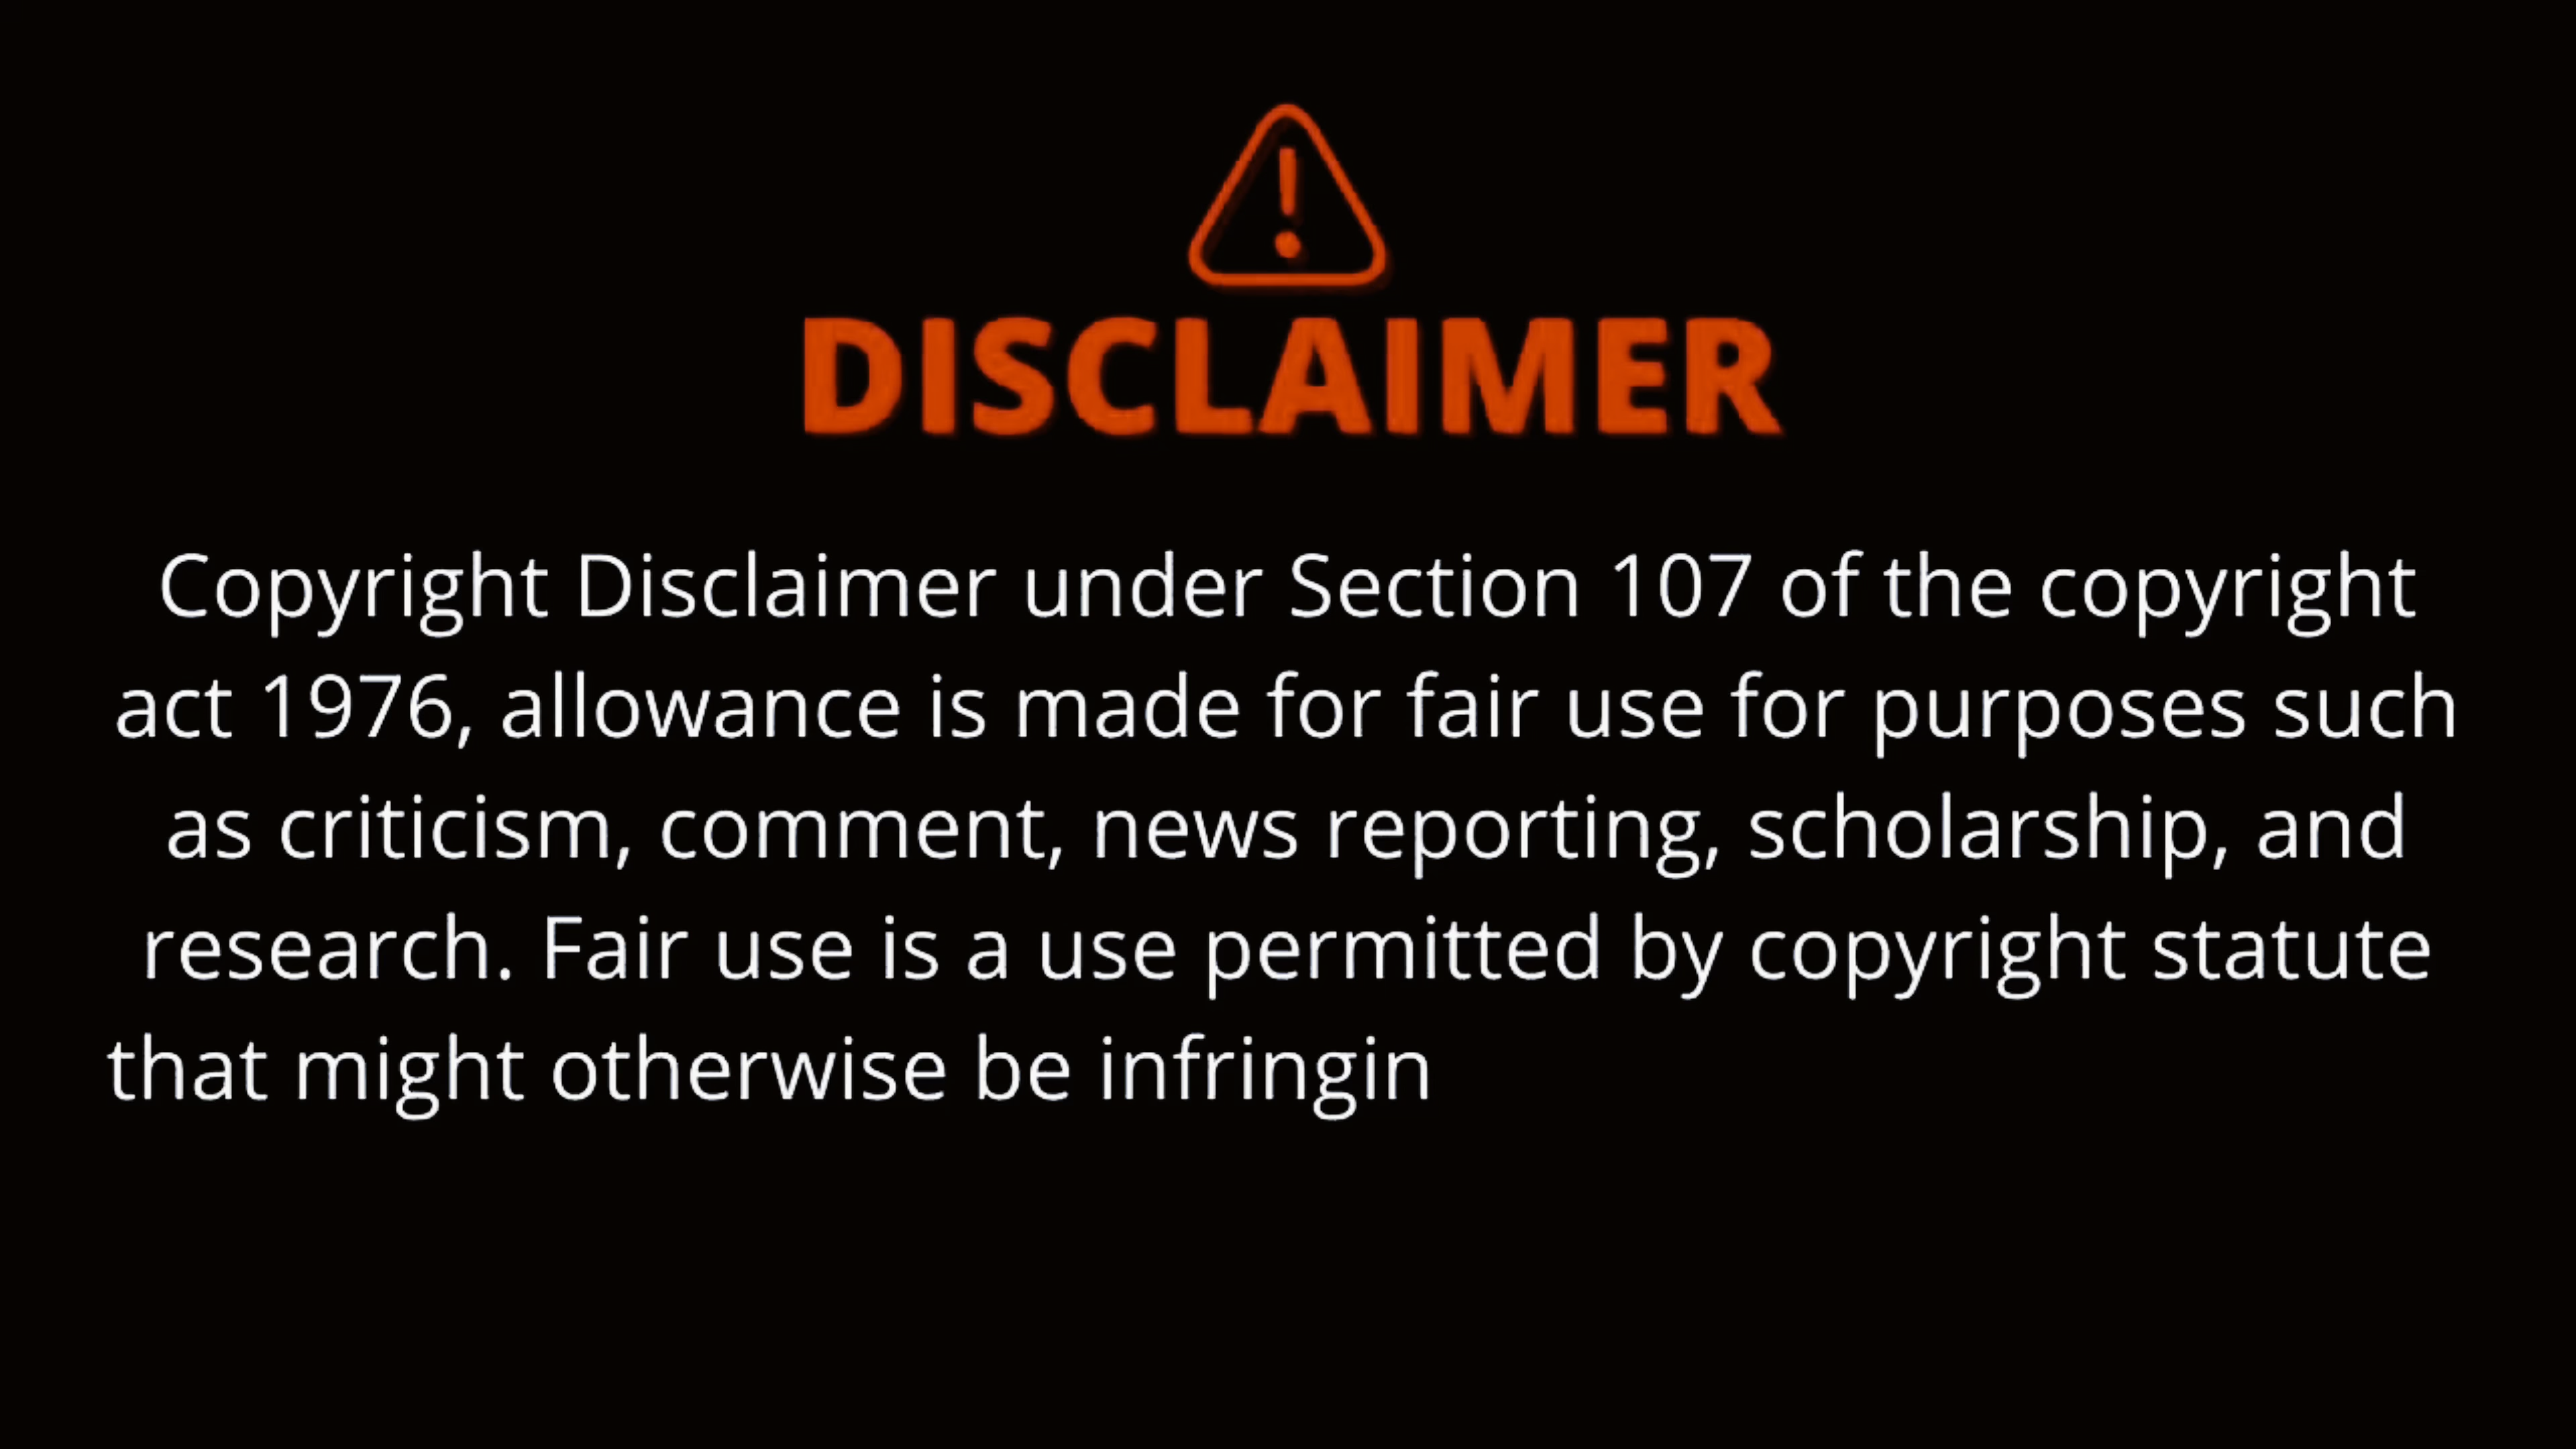 DISCLAIMER
Copyright Disclaimer under Section 107 of the copyright
act 1976, allowance is made for fair use for purposes such
as criticism, comment, news reporting, scholarship, and
research. Fair use is a use permitted by copyright statute
that might otherwise be infringin